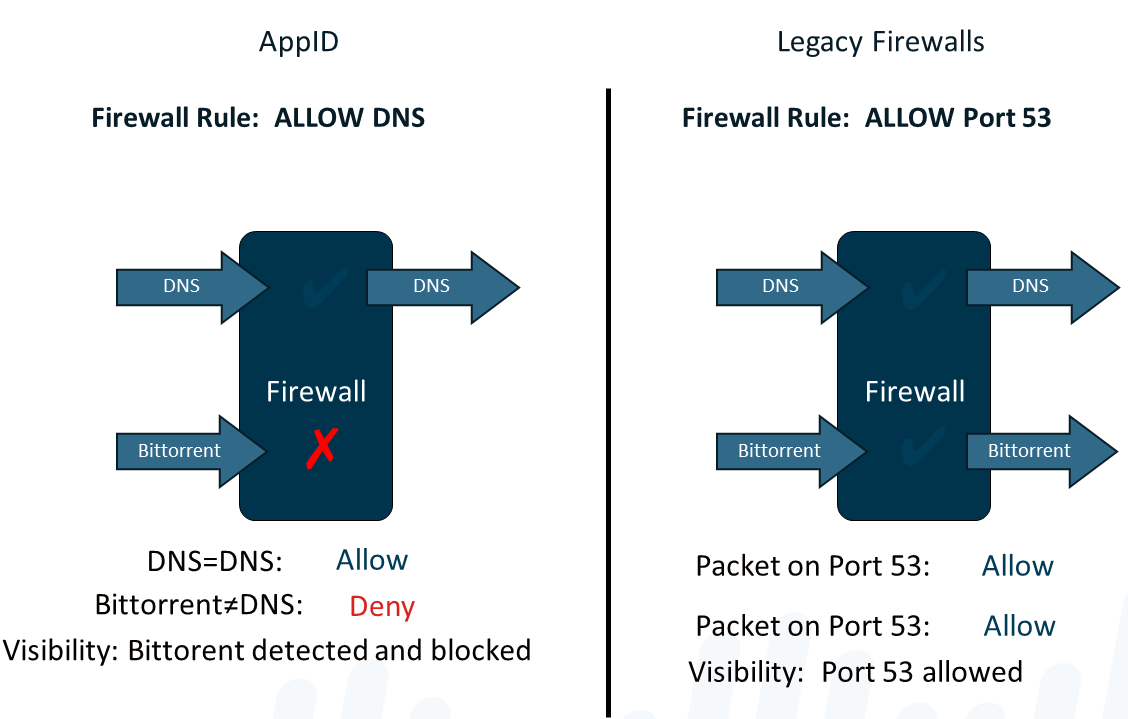 AppID
Firewall Rule:  ALLOW DNS
DNS
DNS
Firewall
Bittorrent
DNS=DNS: Allow
Bittorrent≠DNS: Deny
Visibility: Bittorent detected and blocked
Legacy Firewalls
Firewall Rule:  ALLOW Port 53
DNS
DNS
Firewall
Bittorrent
Bittorrent
Packet on Port 53: Allow
Packet on Port 53: Allow
Visibility:  Port 53 allowed